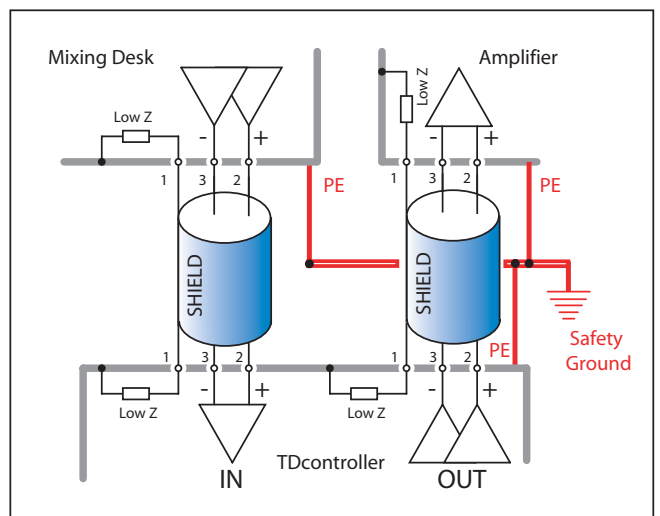 Mixing Desk
Amplifier
Low Z
Low Z
- +
- +
1 3 2
1 3 2
PE
PE
SHIELD
SHIELD
Safety
Ground
PE
1 3 2
1 3 2
- +
- +
Low Z
Low Z
TDcontroller
IN
OUT